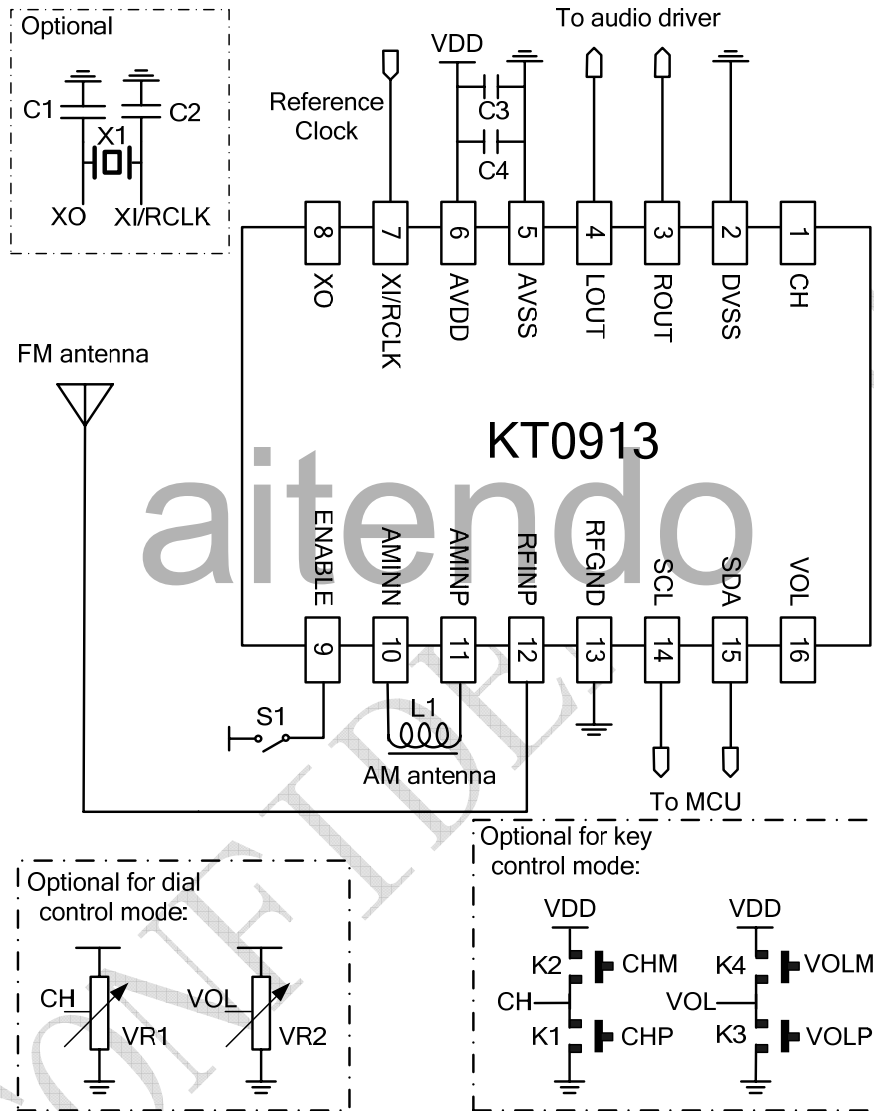 Optional
C1
C2
X1
XO
XI/RCLK
Reference
Clock
VDD
C3
C4
To audio driver
8
7
6
5
4
3
2
1
XO
XI/RCLK
AVDD
AVSS
LOUT
ROUT
DVSS
CH
FM antenna
KT0913
aitendo
ENABLE
AMINN
AMINP
RFINP
RFGND
SCL
SDA
VOL
9
10
11
12
13
14
15
16
S1
L1
AM antenna
To MCU
Optional for dial
control mode:
CH
VR1
VOL
VR2
Optional for key
control mode:
VDD
VDD
K2
CHM
K4
VOLM
CH
VOL
K1
CHP
K3
VOLP